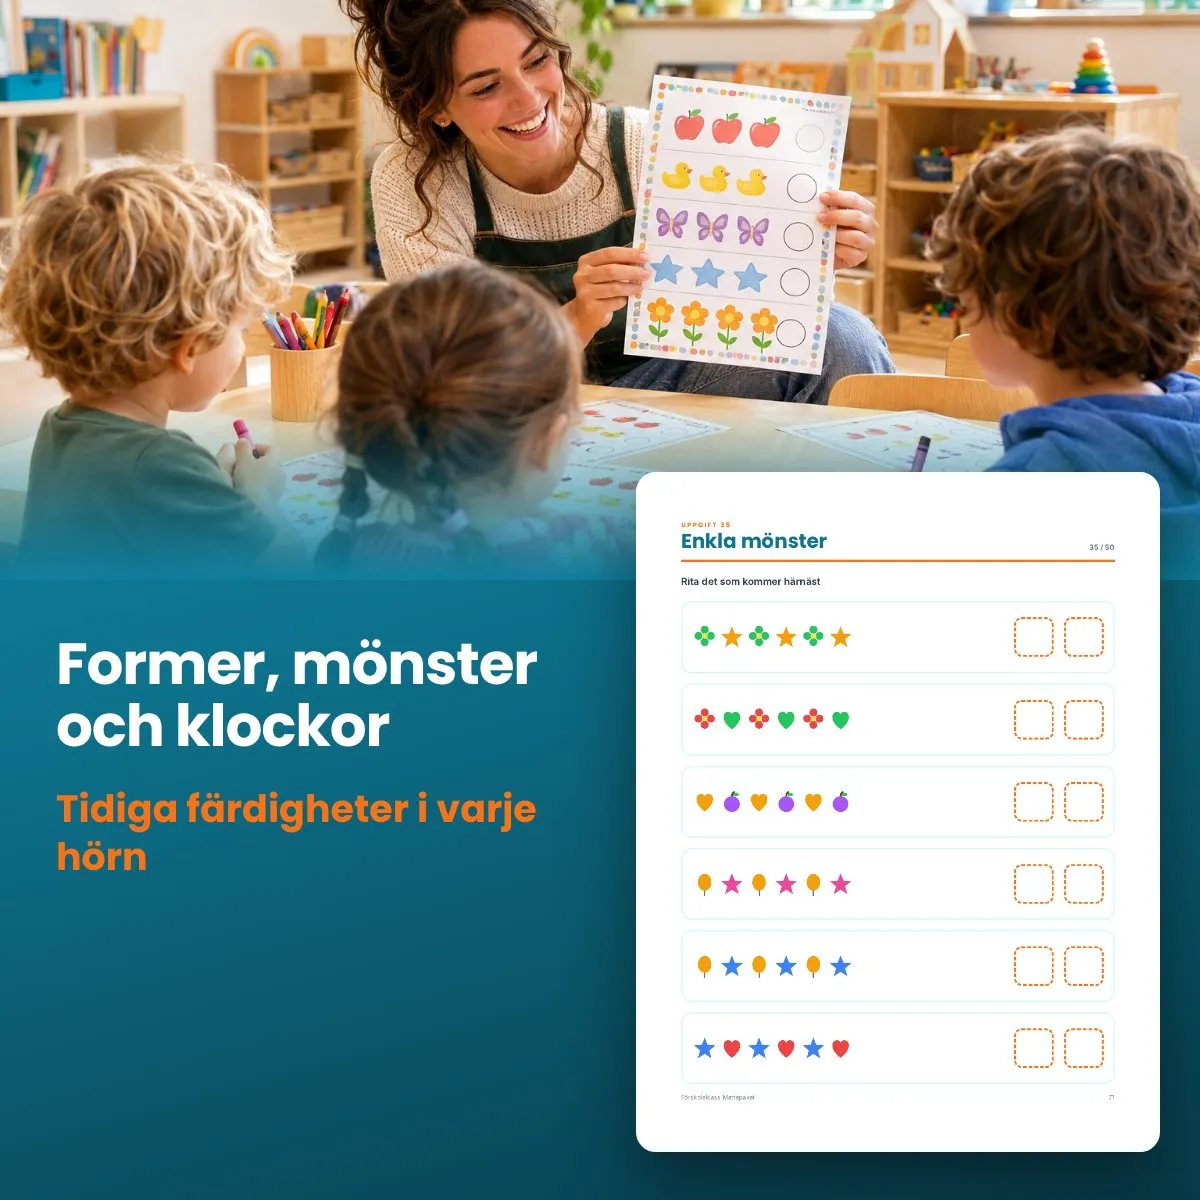 Former, mönster
och klockor
Tidiga färdigheter i varje
hörn
UPPGIFT 35
Enkla mönster
35 / 50
Rita det som kommer härnäst
Förskoleklass Mattepaket
71